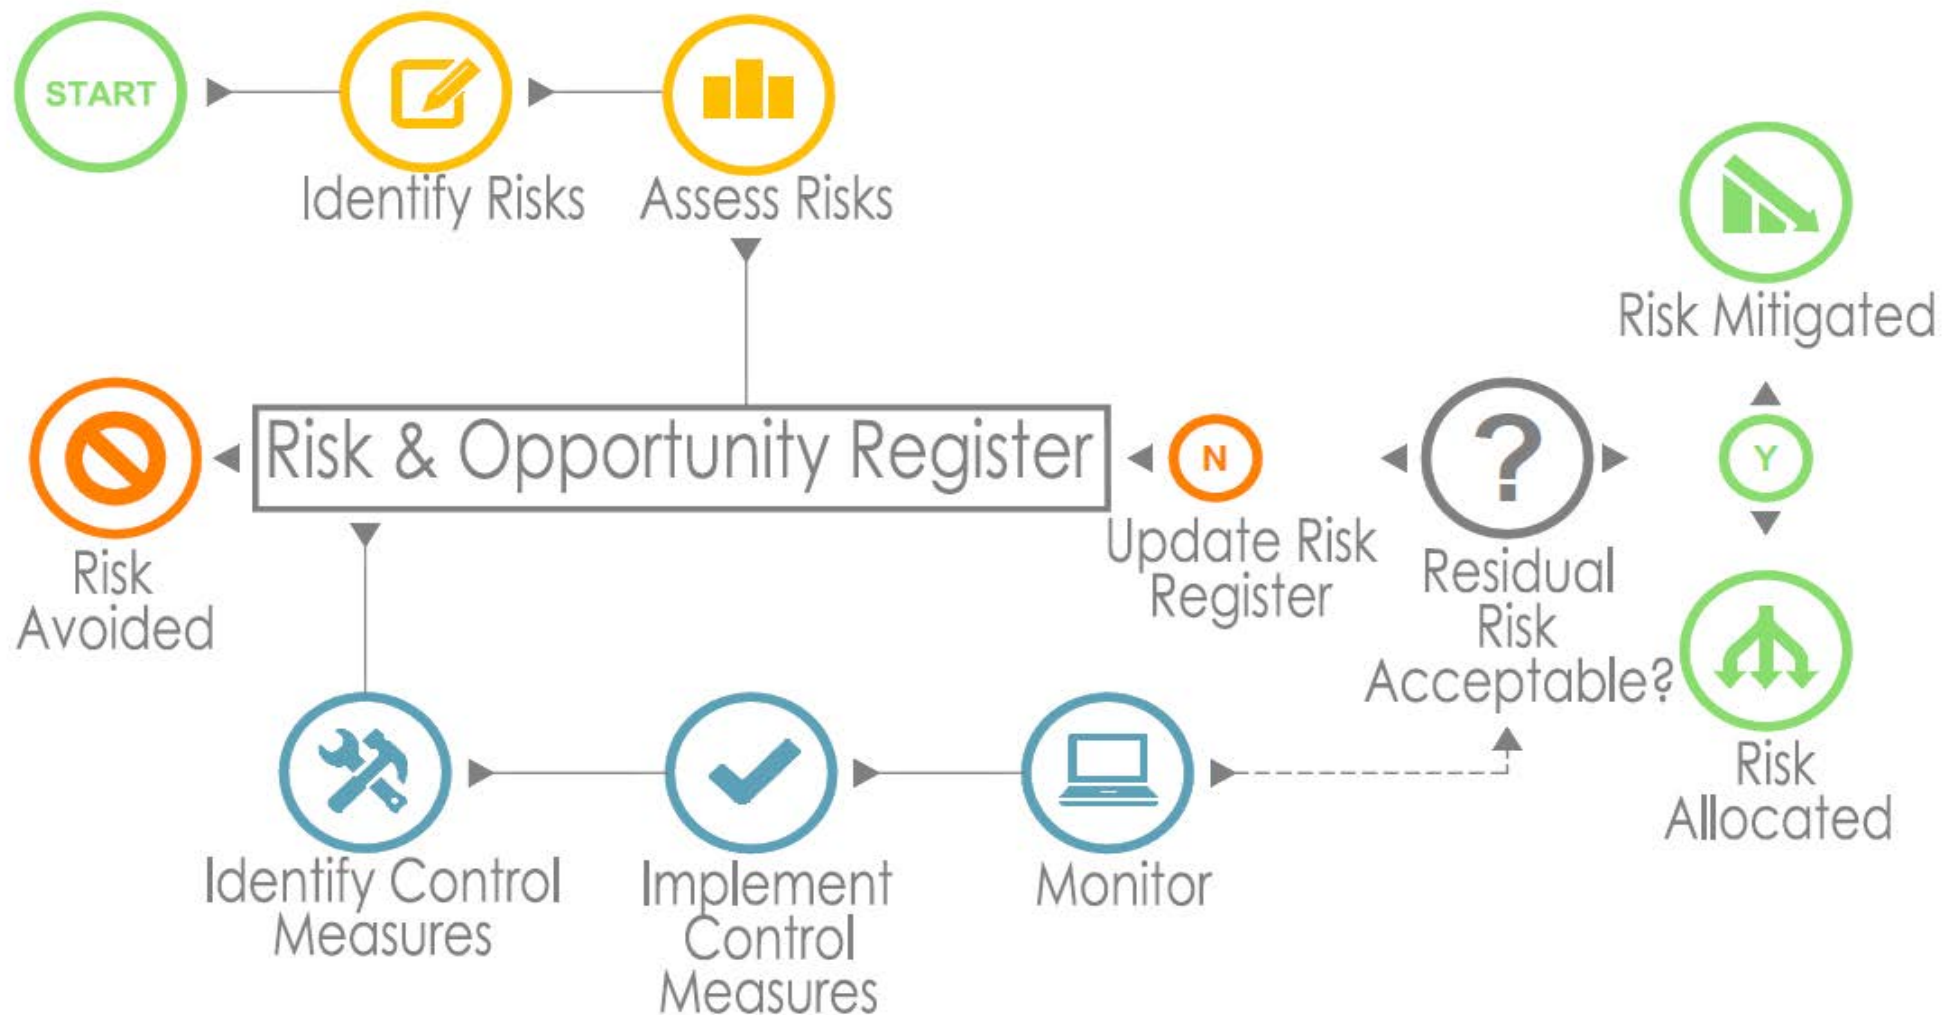 START
Identify Risks
Assess Risks
Risk Mitigated
Risk & Opportunity Register
N
?
Y
Risk
Avoided
Update Risk
Register
Residual
Risk
Acceptable?
Risk
Allocated
Identify Control
Measures
Implement
Control
Measures
Monitor